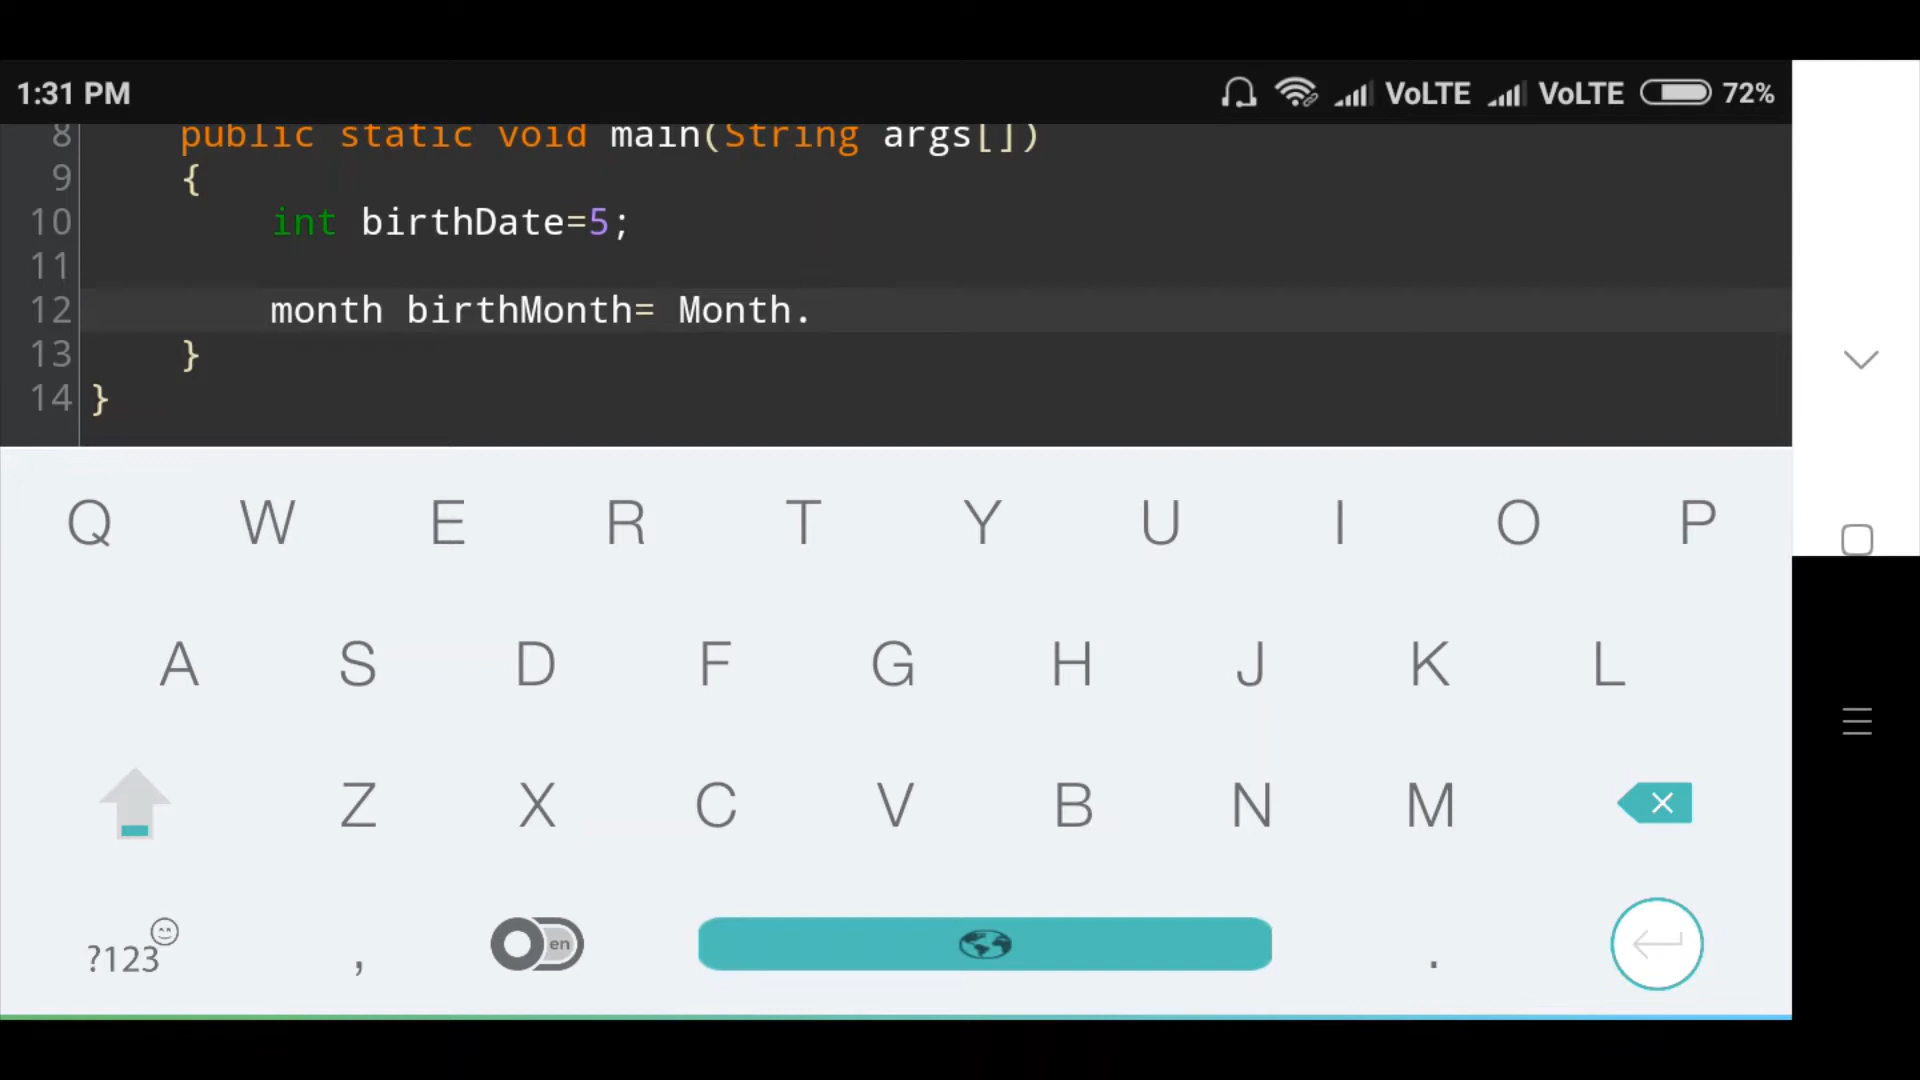 1:31 PM VoLTE VoLTE 72%
8 public static void main(String args[])
9 {
10 int birthDate=5;
11
12 month birthMonth= Month.
13 }
14 }
Q W E R T Y U I O P
A S D F G H J K L
Z X C V B N M
?123 , en .